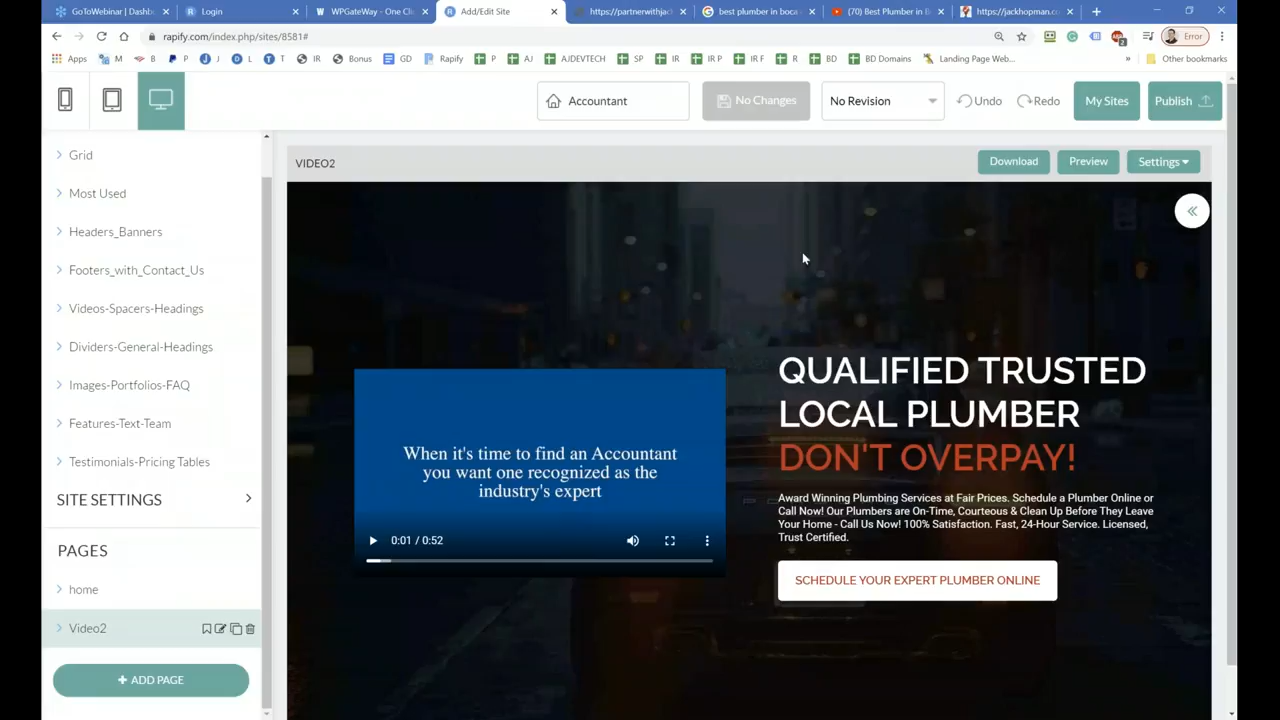 GoToWebinar | Dashb
Login
WPGateWay - One Cli
Add/Edit Site
https://partnerwithjack
best plumber in boca
(70) Best Plumber in B
https://jackhopman.co
rapify.com/index.php/sites/8581#
Error
2
Apps
M
B
P
J
L
T
IR
Bonus
GD
Rapify
P
AJ
AJDEVTECH
SP
IR
IR P
IR F
R
BD
BD Domains
Landing Page Web...
»
Other bookmarks
Accountant
No Changes
No Revision
Undo
Redo
My Sites
Publish
Grid
Most Used
Headers_Banners
Footers_with_Contact_Us
Videos-Spacers-Headings
Dividers-General-Headings
Images-Portfolios-FAQ
Features-Text-Team
Testimonials-Pricing Tables
SITE SETTINGS
PAGES
home
Video2
+ ADD PAGE
VIDEO2
Download
Preview
Settings
When it's time to find an Accountant
you want one recognized as the
industry's expert
0:01 / 0:52
QUALIFIED TRUSTED
LOCAL PLUMBER
DON'T OVERPAY!
Award Winning Plumbing Services at Fair Prices. Schedule a Plumber Online or
Call Now! Our Plumbers are On-Time, Courteous & Clean Up Before They Leave
Your Home - Call Us Now! 100% Satisfaction. Fast, 24-Hour Service. Licensed,
Trust Certified.
SCHEDULE YOUR EXPERT PLUMBER ONLINE